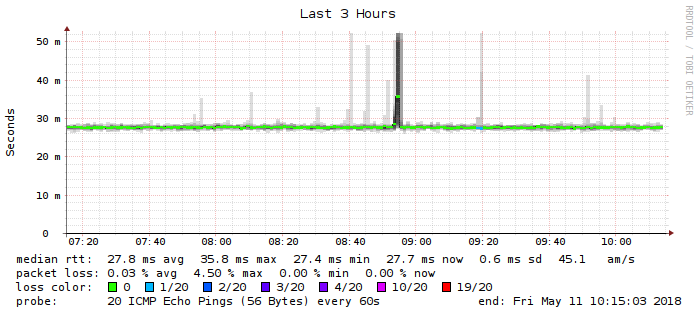 Last 3 Hours
RRDTOOL / TOBI OETIKER
Seconds
50 m
40 m
30 m
20 m
10 m
0
07:20 07:40 08:00 08:20 08:40 09:00 09:20 09:40 10:00
median rtt: 27.8 ms avg 35.8 ms max 27.4 ms min 27.7 ms now 0.6 ms sd 45.1 am/s
packet loss: 0.03 % avg 4.50 % max 0.00 % min 0.00 % now
loss color: 0 1/20 2/20 3/20 4/20 10/20 19/20
probe: 20 ICMP Echo Pings (56 Bytes) every 60s end: Fri May 11 10:15:03 2018